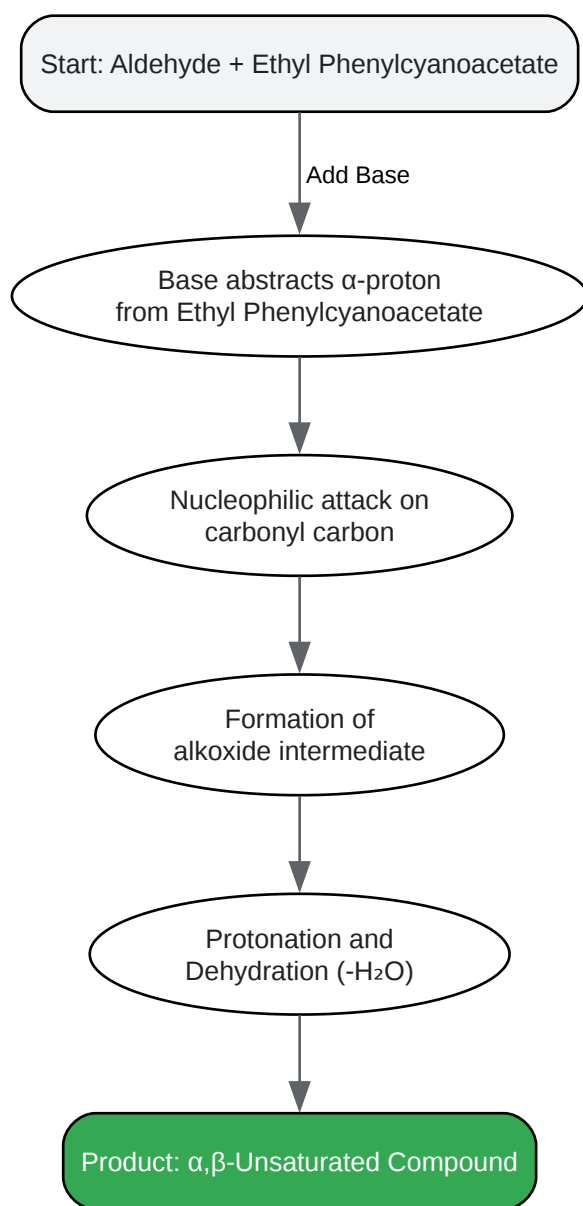 Start: Aldehyde + Ethyl Phenylcyanoacetate
Add Base
Base abstracts α-proton
from Ethyl Phenylcyanoacetate
Nucleophilic attack on
carbonyl carbon
Formation of
alkoxide intermediate
Protonation and
Dehydration (-H₂O)
Product: α,β-Unsaturated Compound